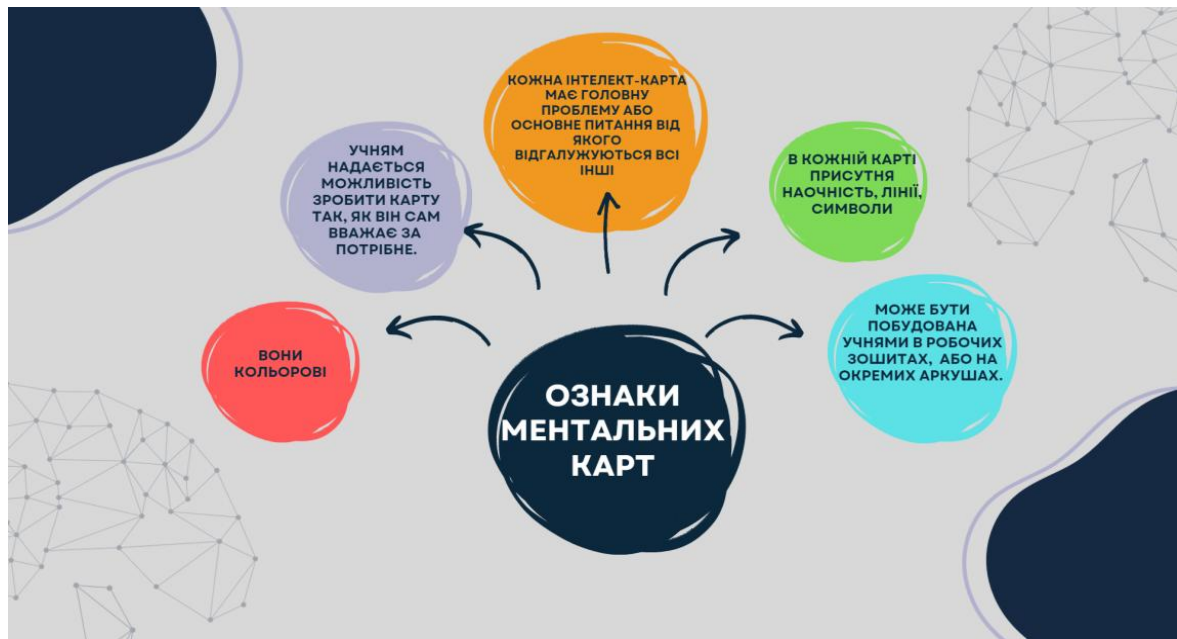 КОЖНА ІНТЕЛЕКТ-КАРТА
МАЄ ГОЛОВНУ
ПРОБЛЕМУ АБО
ОСНОВНЕ ПИТАННЯ ВІД
ЯКОГО
ВІДГАЛУЖУЮТЬСЯ ВСІ
ІНШІ
УЧНЯМ
НАДАЄТЬСЯ
МОЖЛИВІСТЬ
ЗРОБИТИ КАРТУ
ТАК, ЯК ВІН САМ
ВВАЖАЄ ЗА
ПОТРІБНЕ.
В КОЖНІЙ КАРТІ
ПРИСУТНЯ
НАОЧНІСТЬ, ЛІНІЇ,
СИМВОЛИ
ВОНИ
КОЛЬОРОВІ
МОЖЕ БУТИ
ПОБУДОВАНА
УЧНЯМИ В РОБОЧИХ
ЗОШИТАХ, АБО НА
ОКРЕМИХ АРКУШАХ.
ОЗНАКИ
МЕНТАЛЬНИХ
КАРТ